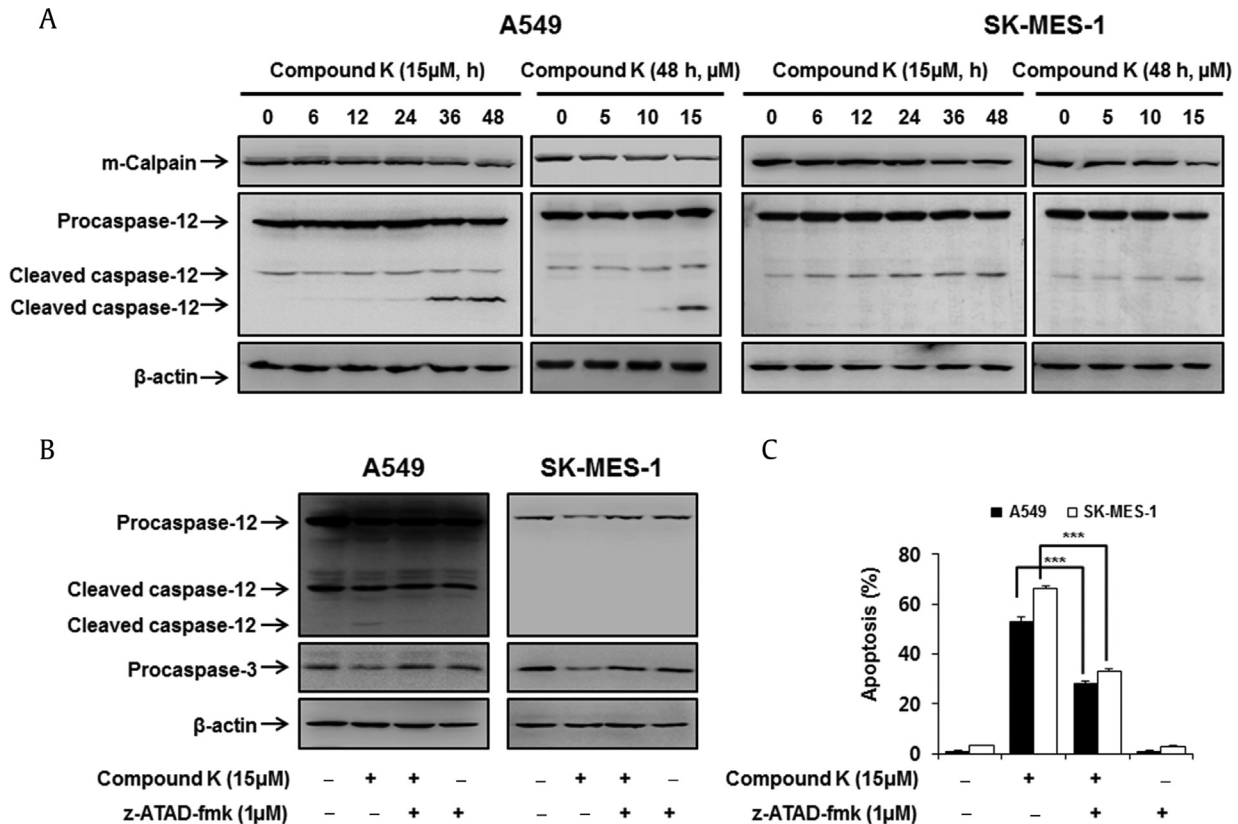 A
A549
SK-MES-1
Compound K (15µM, h)
Compound K (48 h, µM)
Compound K (15µM, h)
Compound K (48 h, µM)
0 6 12 24 36 48
0 5 10 15
0 6 12 24 36 48
0 5 10 15
m-Calpain
Procaspase-12
Cleaved caspase-12
Cleaved caspase-12
β-actin
B
A549
SK-MES-1
Procaspase-12
Cleaved caspase-12
Cleaved caspase-12
Procaspase-3
β-actin
Compound K (15µM) – + + – – + + –
z-ATAD-fmk (1µM) – – + + – – + +
C
A549 SK-MES-1
***
***
Apoptosis (%)
80
60
40
20
0
Compound K (15µM) – + + –
z-ATAD-fmk (1µM) – – + +